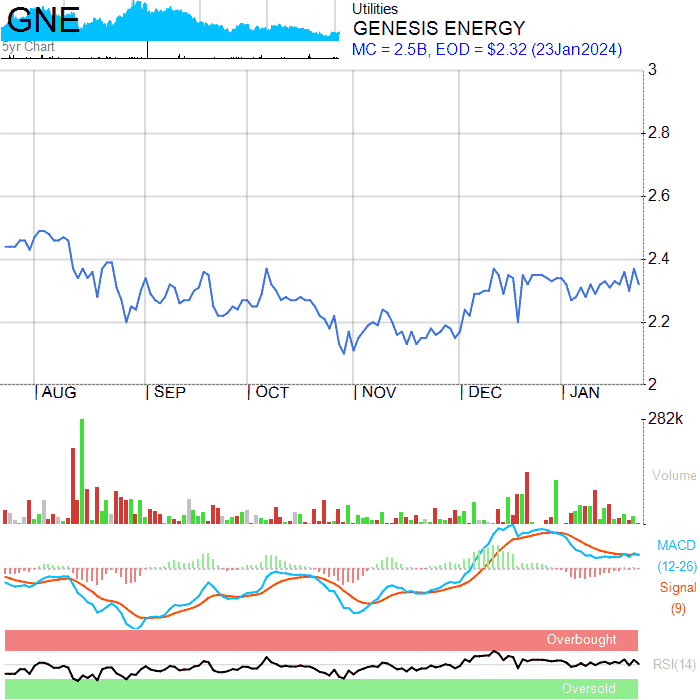 GNE
5yr Chart
Utilities
GENESIS ENERGY
MC = 2.5B, EOD = $2.32 (23Jan2024)
3
2.8
2.6
2.4
2.2
2
AUG SEP OCT NOV DEC JAN
282k
Volume
MACD
(12-26)
Signal
(9)
Overbought
RSI(14)
Oversold